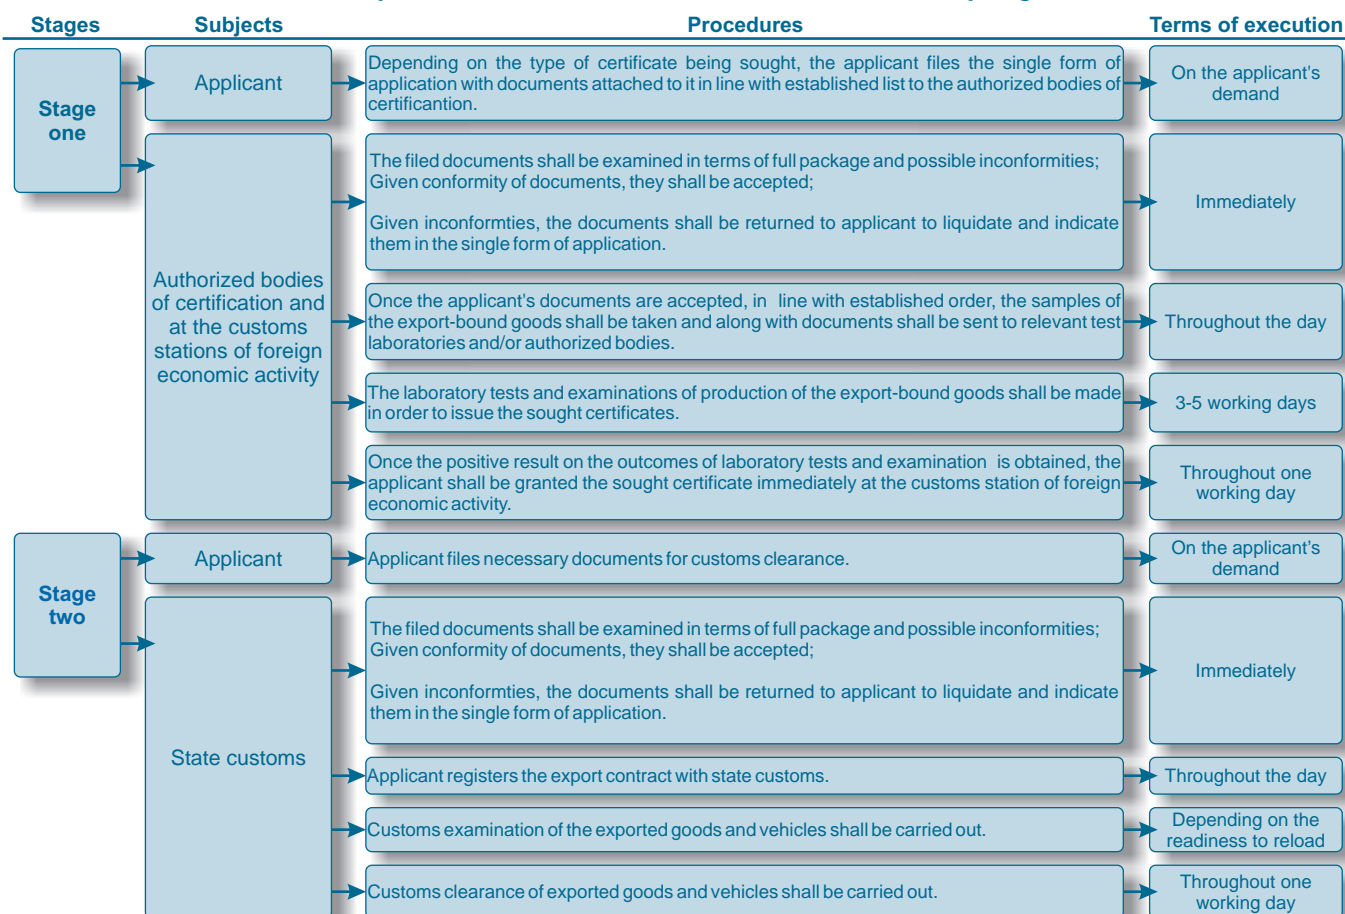 Stages Subjects Procedures Terms of execution
Stage
one
Applicant
Depending on the type of certificate being sought, the applicant files the single form of
application with documents attached to it in line with established list to the authorized bodies of
certificantion.
On the applicant's
demand
Authorized bodies
of certification and
at the customs
stations of foreign
economic activity
The filed documents shall be examined in terms of full package and possible inconformities;
Given conformity of documents, they shall be accepted;
Given inconformties, the documents shall be returned to applicant to liquidate and indicate
them in the single form of application.
Immediately
Once the applicant's documents are accepted, in line with established order, the samples of
the export-bound goods shall be taken and along with documents shall be sent to relevant test
laboratories and/or authorized bodies.
Throughout the day
The laboratory tests and examinations of production of the export-bound goods shall be made
in order to issue the sought certificates.
3-5 working days
Once the positive result on the outcomes of laboratory tests and examination is obtained, the
applicant shall be granted the sought certificate immediately at the customs station of foreign
economic activity.
Throughout one
working day
Stage
two
Applicant
Applicant files necessary documents for customs clearance.
On the applicant's
demand
State customs
The filed documents shall be examined in terms of full package and possible inconformities;
Given conformity of documents, they shall be accepted;
Given inconformties, the documents shall be returned to applicant to liquidate and indicate
them in the single form of application.
Immediately
Applicant registers the export contract with state customs.
Throughout the day
Customs examination of the exported goods and vehicles shall be carried out.
Depending on the
readiness to reload
Customs clearance of exported goods and vehicles shall be carried out.
Throughout one
working day